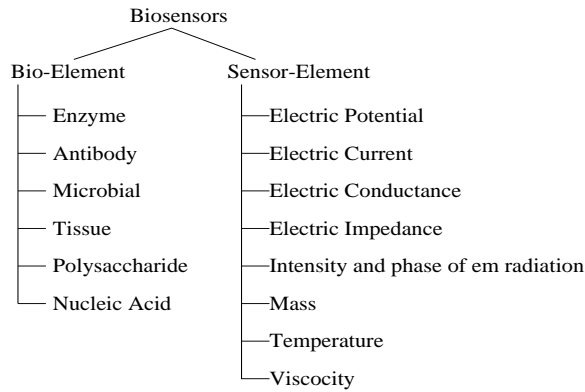 Biosensors
Bio-Element
Enzyme
Antibody
Microbial
Tissue
Polysaccharide
Nucleic Acid
Sensor-Element
Electric Potential
Electric Current
Electric Conductance
Electric Impedance
Intensity and phase of em radiation
Mass
Temperature
Viscocity